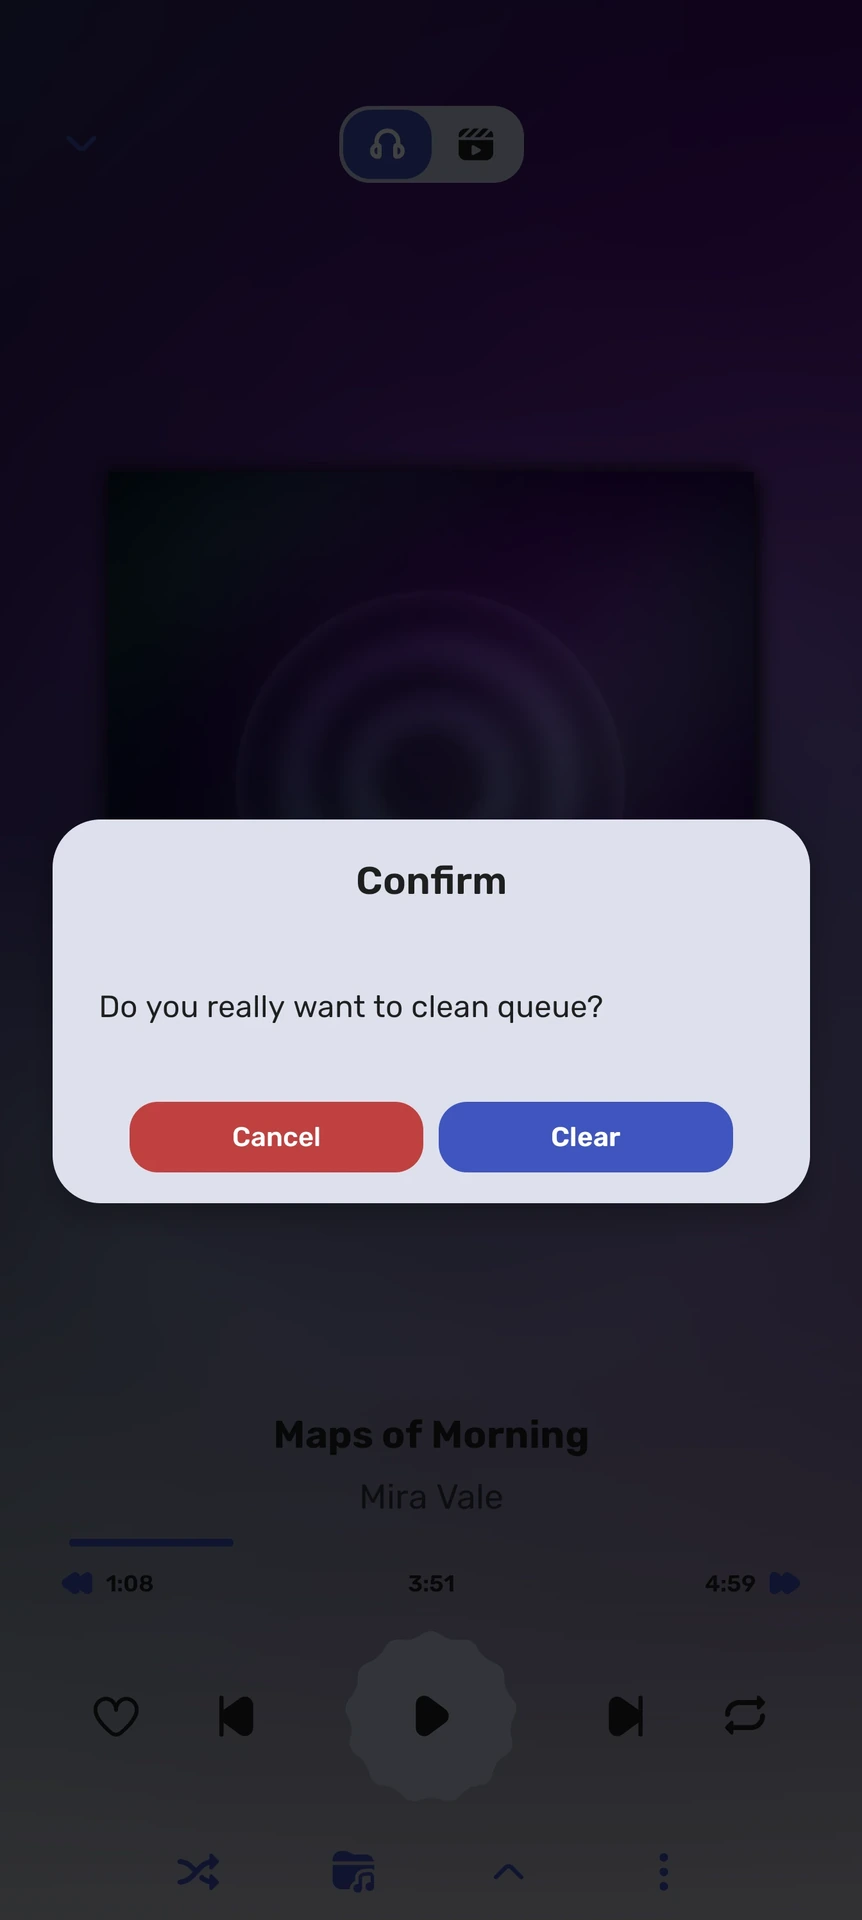 Confirm
Do you really want to clean queue?
Cancel
Clear
Maps of Morning
Mira Vale
1:08
3:51
4:59